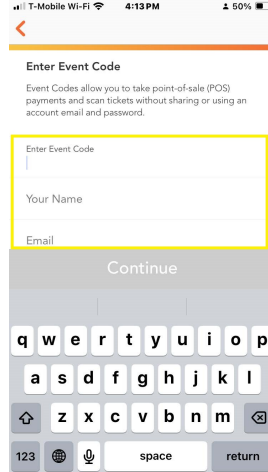 T-Mobile Wi-Fi 4:13 PM 50%
Enter Event Code
Event Codes allow you to take point-of-sale (POS)
payments and scan tickets without sharing or using an
account email and password.
Enter Event Code
Your Name
Email
Continue
q w e r t y u i o p
a s d f g h j k l
z x c v b n m
123 space return